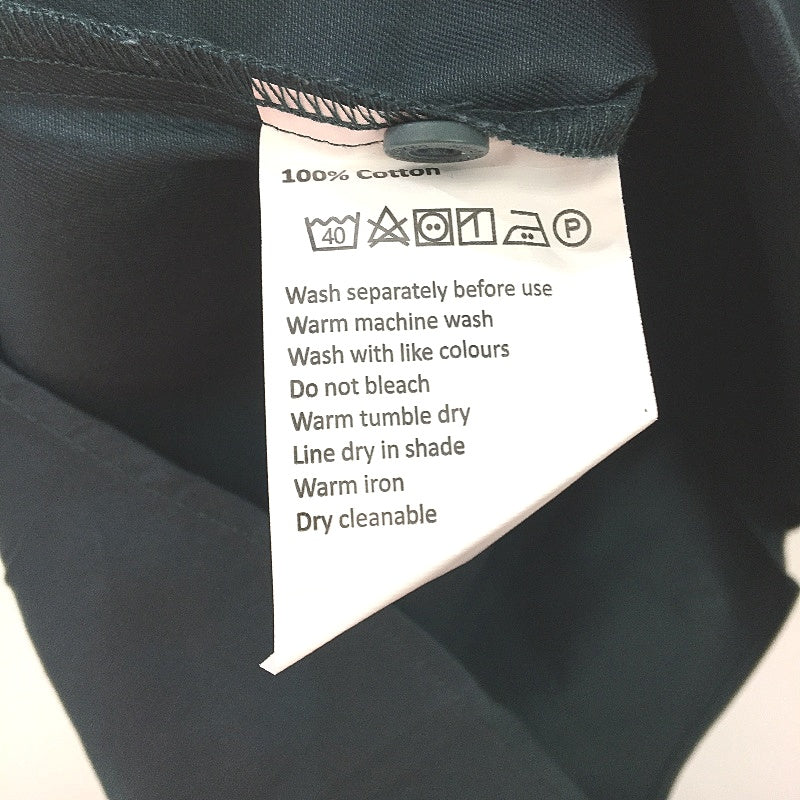 100% Cotton
40 P
Wash separately before use
Warm machine wash
Wash with like colours
Do not bleach
Warm tumble dry
Line dry in shade
Warm iron
Dry cleanable